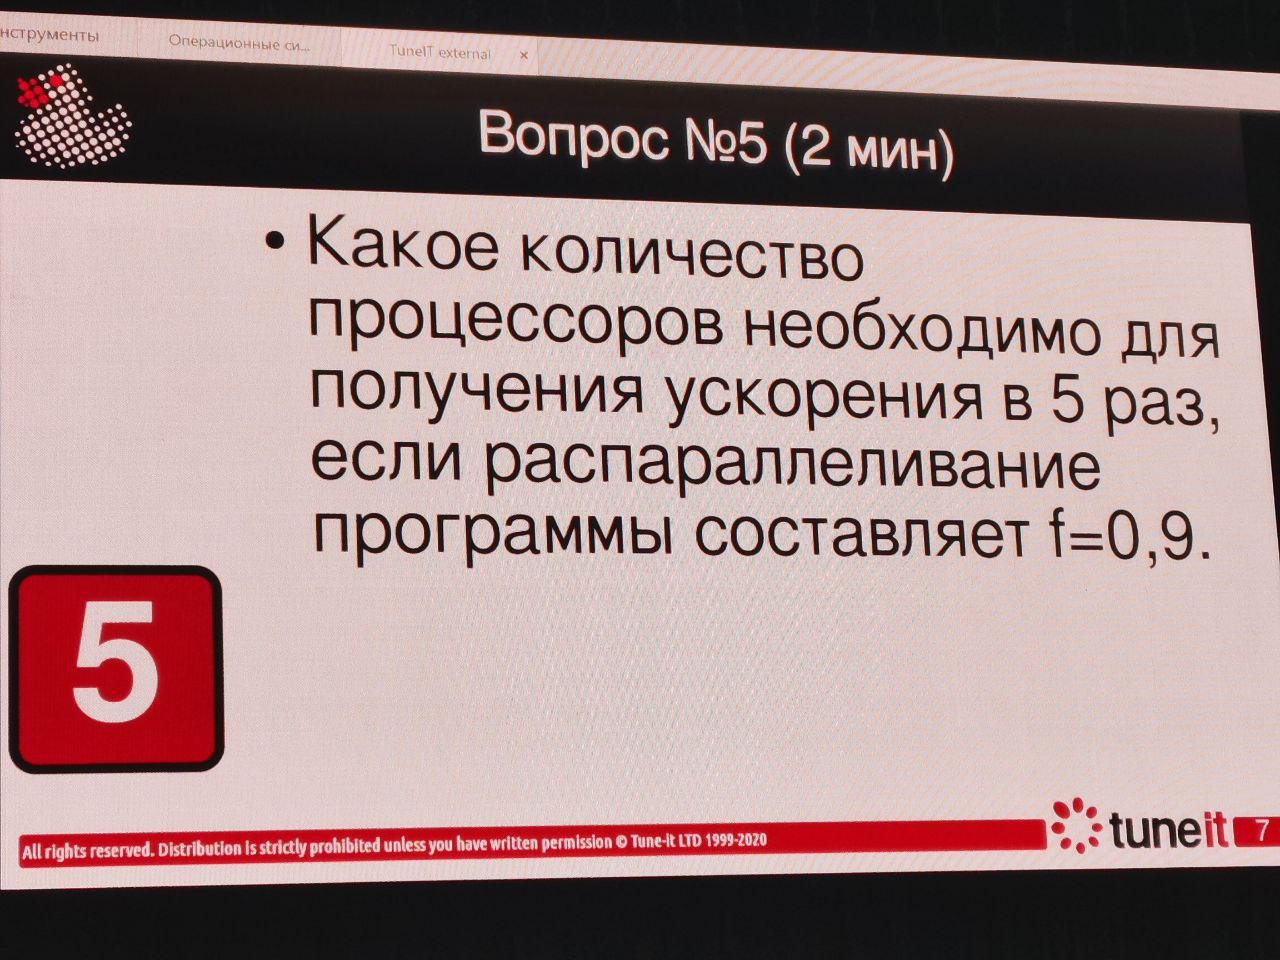 нструменты
Операционные си...
TuneIT external ×
Вопрос №5 (2 мин)
• Какое количество
процессоров необходимо для
получения ускорения в 5 раз,
если распараллеливание
программы составляет f=0,9.
5
All rights reserved. Distribution is strictly prohibited unless you have written permission © Tune-it LTD 1999-2020
tuneit
7